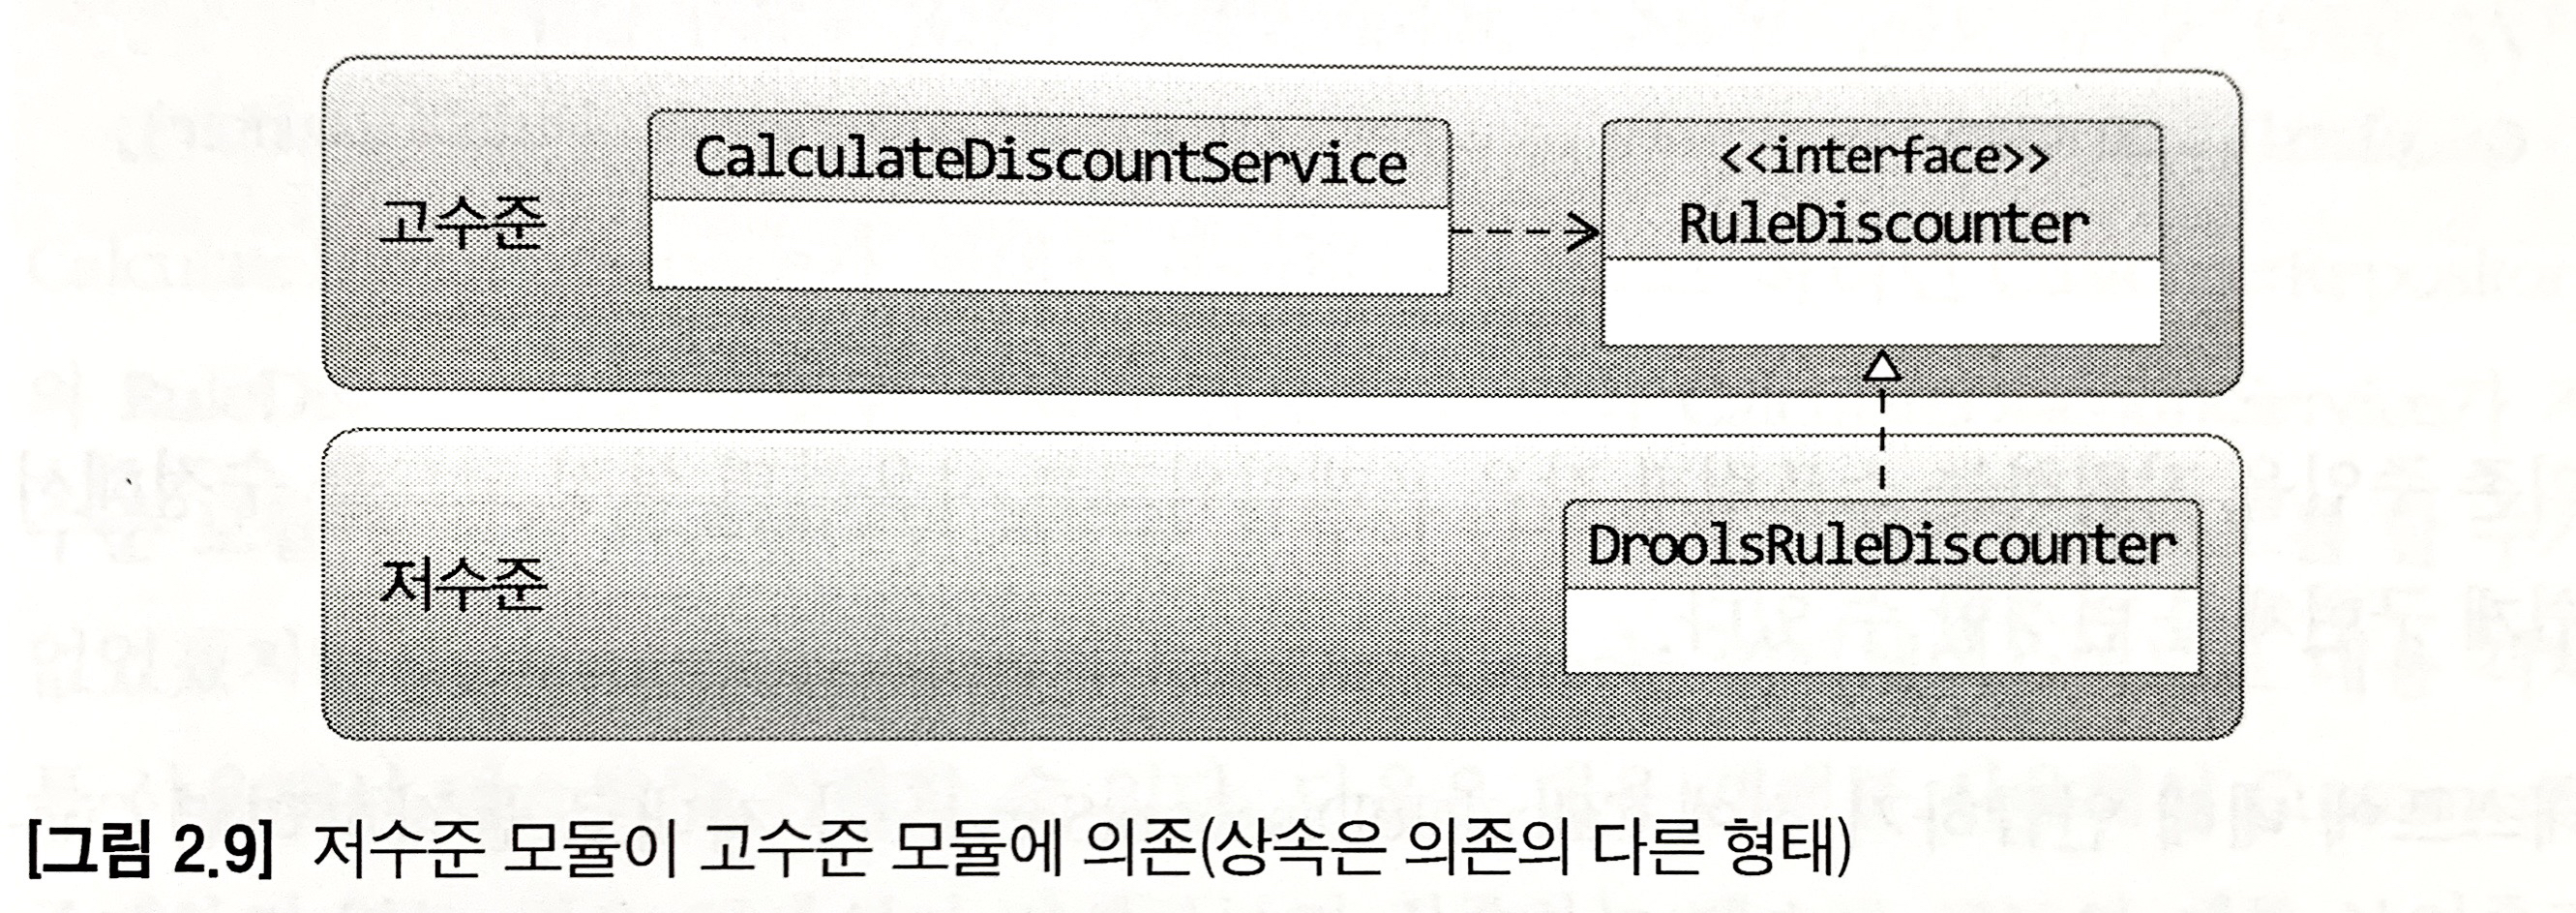 고수준
CalculateDiscountService
<<interface>>
RuleDiscounter
저수준
DroolsRuleDiscounter
[그림 2.9] 저수준 모듈이 고수준 모듈에 의존(상속은 의존의 다른 형태)